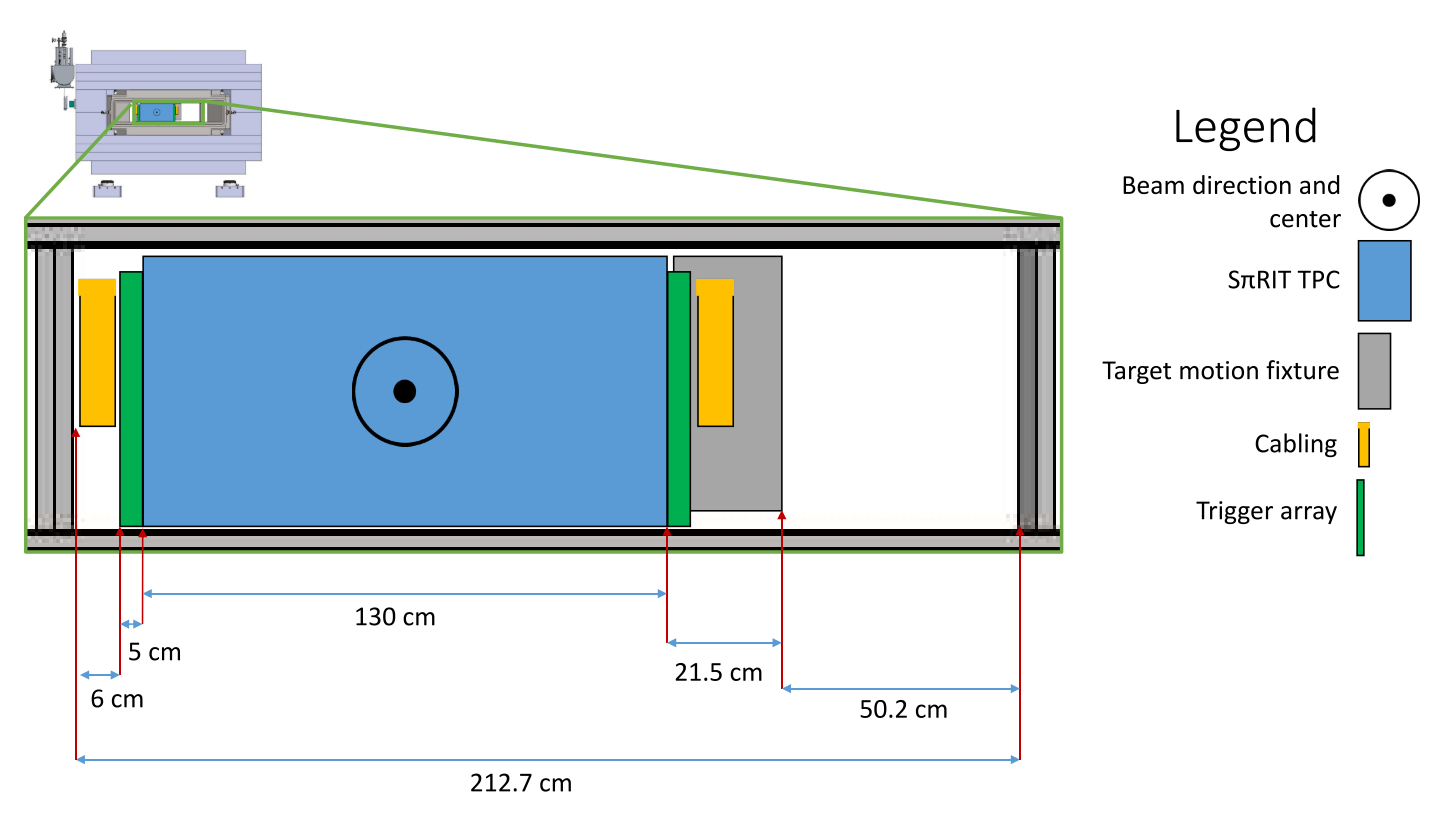 Legend
Beam direction and
center
SπRIT TPC
Target motion fixture
Cabling
Trigger array
130 cm
5 cm
21.5 cm
6 cm
50.2 cm
212.7 cm